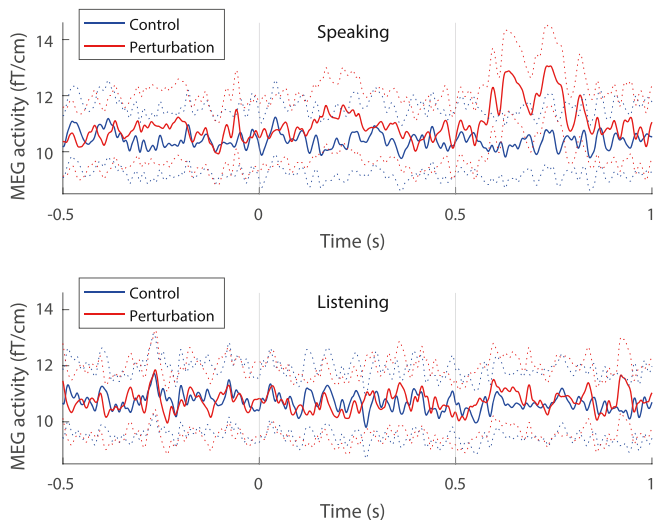 Control
Perturbation
Speaking
MEG activity (fT/cm)
14
12
10
-0.5 0 0.5 1
Time (s)
Control
Perturbation
Listening
MEG activity (fT/cm)
14
12
10
-0.5 0 0.5 1
Time (s)